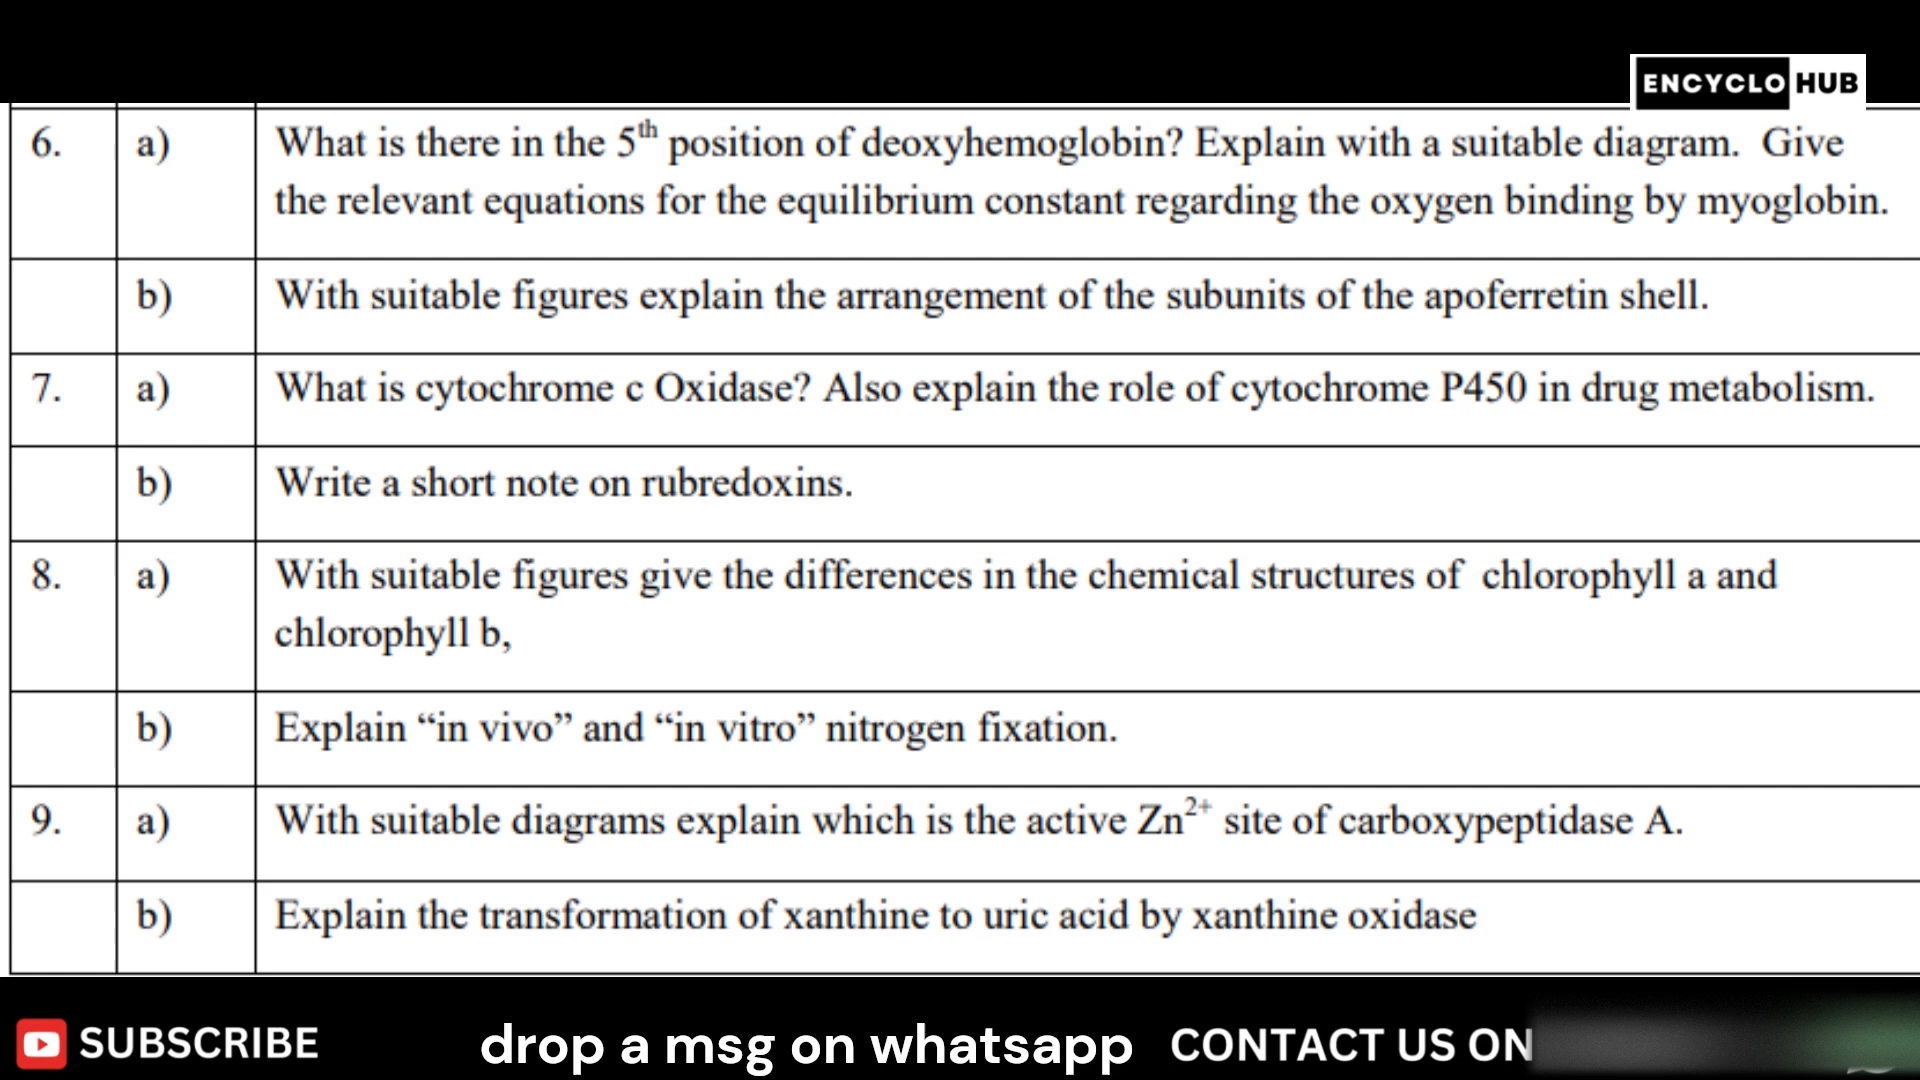 ENCYCLO HUB
6. a) What is there in the 5th position of deoxyhemoglobin? Explain with a suitable diagram. Give
the relevant equations for the equilibrium constant regarding the oxygen binding by myoglobin.
b) With suitable figures explain the arrangement of the subunits of the apoferretin shell.
7. a) What is cytochrome c Oxidase? Also explain the role of cytochrome P450 in drug metabolism.
b) Write a short note on rubredoxins.
8. a) With suitable figures give the differences in the chemical structures of chlorophyll a and
chlorophyll b,
b) Explain “in vivo” and “in vitro” nitrogen fixation.
9. a) With suitable diagrams explain which is the active Zn2+ site of carboxypeptidase A.
b) Explain the transformation of xanthine to uric acid by xanthine oxidase
SUBSCRIBE drop a msg on whatsapp CONTACT US ON